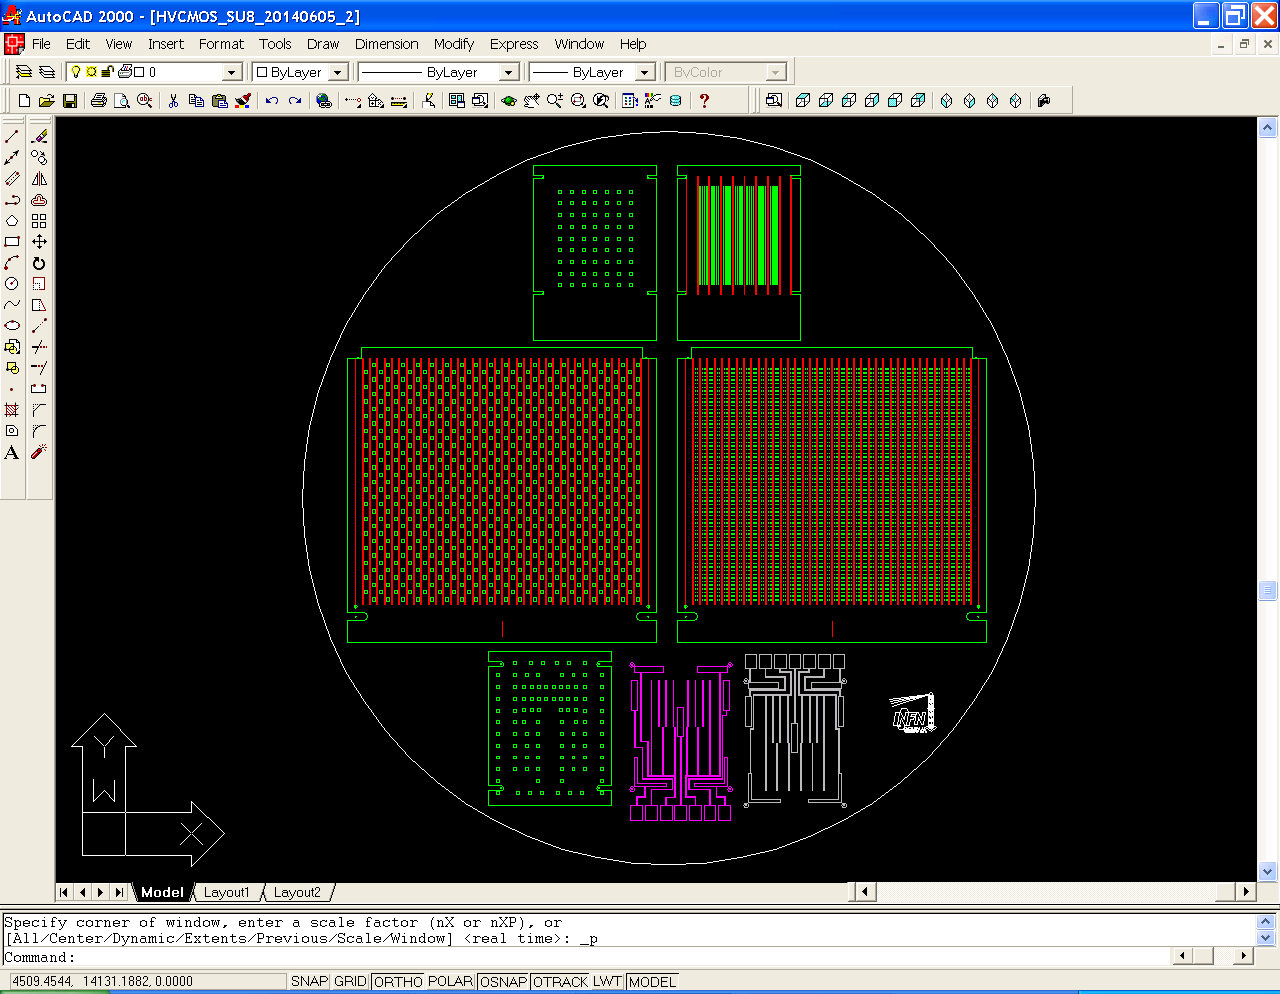 AutoCAD 2000 - [HVCMOS_SU8_20140605_2]
File Edit View Insert Format Tools Draw Dimension Modify Express Window Help
0 ByLayer ByLayer ByLayer ByColor
Y
W
X
INFN
Model Layout1 Layout2
Specify corner of window, enter a scale factor (nX or nXP), or
[All/Center/Dynamic/Extents/Previous/Scale/Window] <real time>: _p
Command:
4509.4544, 14131.1882, 0.0000 SNAP GRID ORTHO POLAR OSNAP OTRACK LWT MODEL